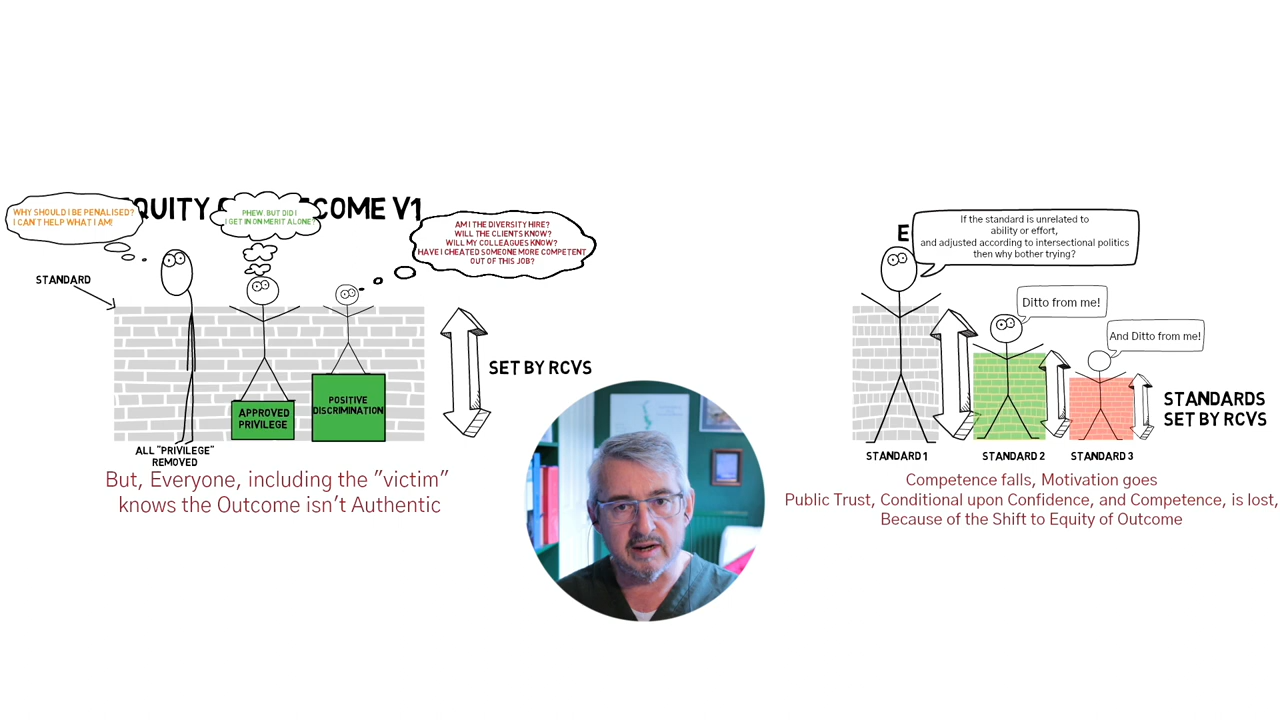 EQUITY COME V1
WHY SHOULD I BE PENALISED?
I CAN'T HELP WHAT I AM!
PHEW. BUT DID I
I GET IN ON MERIT ALONE?
AM I THE DIVERSITY HIRE?
WILL THE CLIENTS KNOW?
WILL MY COLLEAGUES KNOW?
HAVE I CHEATED SOMEONE MORE COMPETENT
OUT OF THIS JOB?
STANDARD
SET BY RCVS
APPROVED
PRIVILEGE
POSITIVE
DISCRIMINATION
ALL "PRIVILEGE"
REMOVED
But, Everyone, including the "victim"
knows the Outcome isn't Authentic
E
If the standard is unrelated to
ability or effort,
and adjusted according to intersectional politics
then why bother trying?
Ditto from me!
And Ditto from me!
STANDARDS
SET BY RCVS
STANDARD 1
STANDARD 2
STANDARD 3
Competence falls, Motivation goes
Public Trust, Conditional upon Confidence, and Competence, is lost,
Because of the Shift to Equity of Outcome